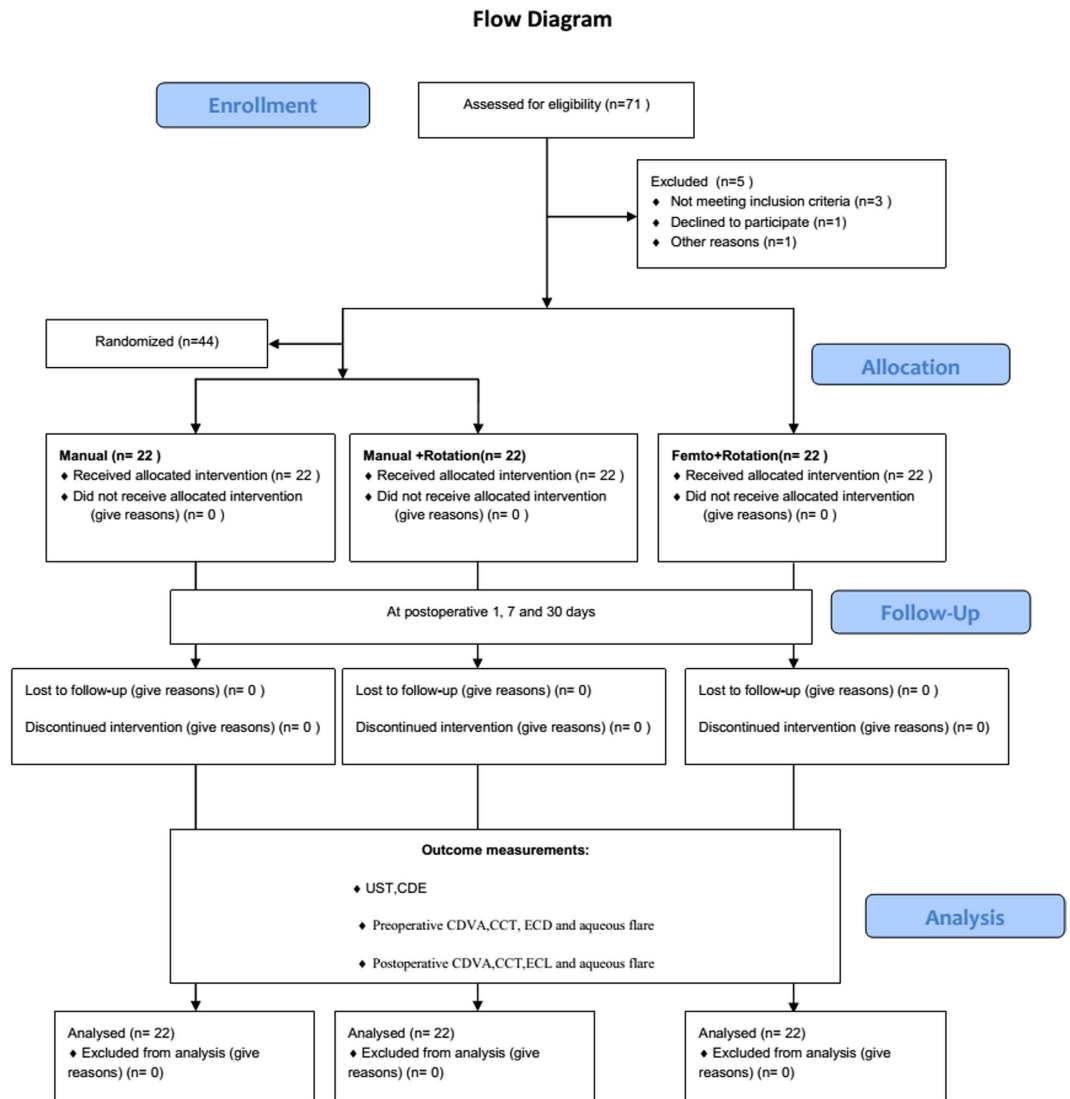 Flow Diagram
Enrollment
Assessed for eligibility (n=71 )
Excluded  (n=5 )
♦ Not meeting inclusion criteria (n=3 )
♦ Declined to participate (n=1)
♦ Other reasons (n=1)
Randomized (n=44)
Allocation
Manual (n= 22 )
♦ Received allocated intervention (n= 22 )
♦ Did not receive allocated intervention
(give reasons) (n= 0 )
Manual +Rotation(n= 22)
♦ Received allocated intervention (n= 22 )
♦ Did not receive allocated intervention
(give reasons) (n= 0 )
Femto+Rotation(n= 22 )
♦ Received allocated intervention (n= 22 )
♦ Did not receive allocated intervention
(give reasons) (n= 0 )
At postoperative 1, 7 and 30 days
Follow-Up
Lost to follow-up (give reasons) (n= 0 )
Discontinued intervention (give reasons) (n= 0 )
Lost to follow-up (give reasons) (n= 0)
Discontinued intervention (give reasons) (n= 0 )
Lost to follow-up (give reasons) (n= 0 )
Discontinued intervention (give reasons) (n= 0)
Outcome measurements:
♦ UST,CDE
♦ Preoperative CDVA,CCT, ECD and aqueous flare
♦ Postoperative CDVA,CCT,ECL and aqueous flare
Analysis
Analysed (n= 22)
♦ Excluded from analysis (give
reasons) (n= 0)
Analysed (n= 22)
♦ Excluded from analysis (give
reasons) (n= 0)
Analysed (n= 22)
♦ Excluded from analysis (give
reasons) (n= 0)